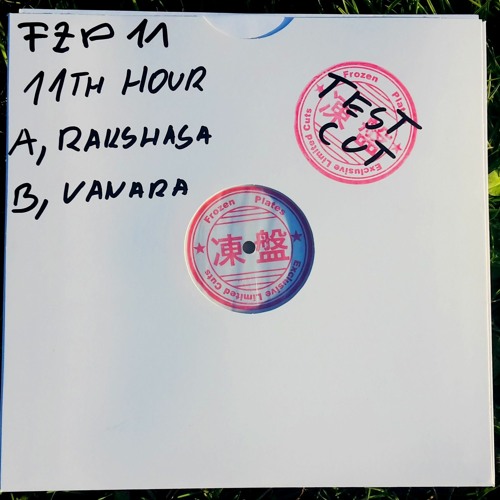 FZP 11
11TH HOUR
A, RAKSHASA
B, VANARA
Frozen Plates
凍盤
Exclusive Limited Cuts
TEST
CUT
Frozen Plates
凍盤
Exclusive Limited Cuts